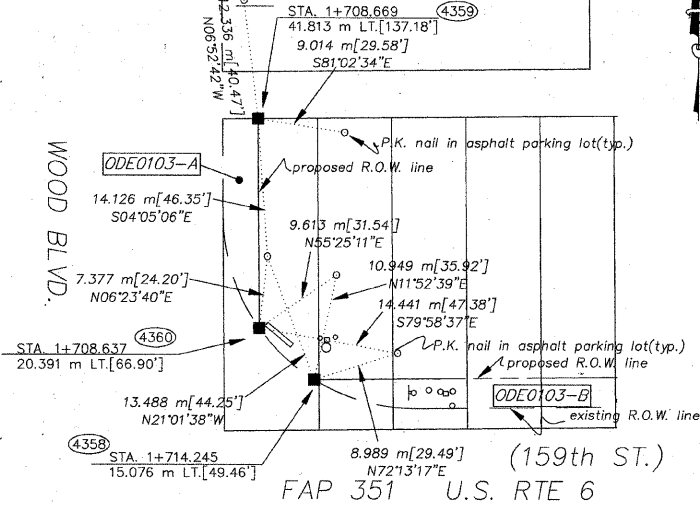 STA. 1+708.669
4359
41.813 m LT.[137.18']
9.014 m[29.58']
S81°02'34"E
12.336 m[40.47']
N06°52'42"W
P.K. nail in asphalt parking lot(typ.)
ODE0103-A
proposed R.O.W. line
WOOD BLVD.
14.126 m[46.35']
S04°05'06"E
9.613 m[31.54']
N55°25'11"E
10.949 m[35.92']
N11°52'39"E
7.377 m[24.20']
N06°23'40"E
14.441 m[47.38']
S79°58'37"E
4360
STA. 1+708.637
20.391 m LT.[66.90']
P.K. nail in asphalt parking lot(typ.)
proposed R.O.W. line
13.488 m[44.25']
N21°01'38"W
ODE0103-B
existing R.O.W. line
4358
STA. 1+714.245
15.076 m LT.[49.46']
8.989 m[29.49']
N72°13'17"E
(159th ST.)
FAP 351 U.S. RTE 6